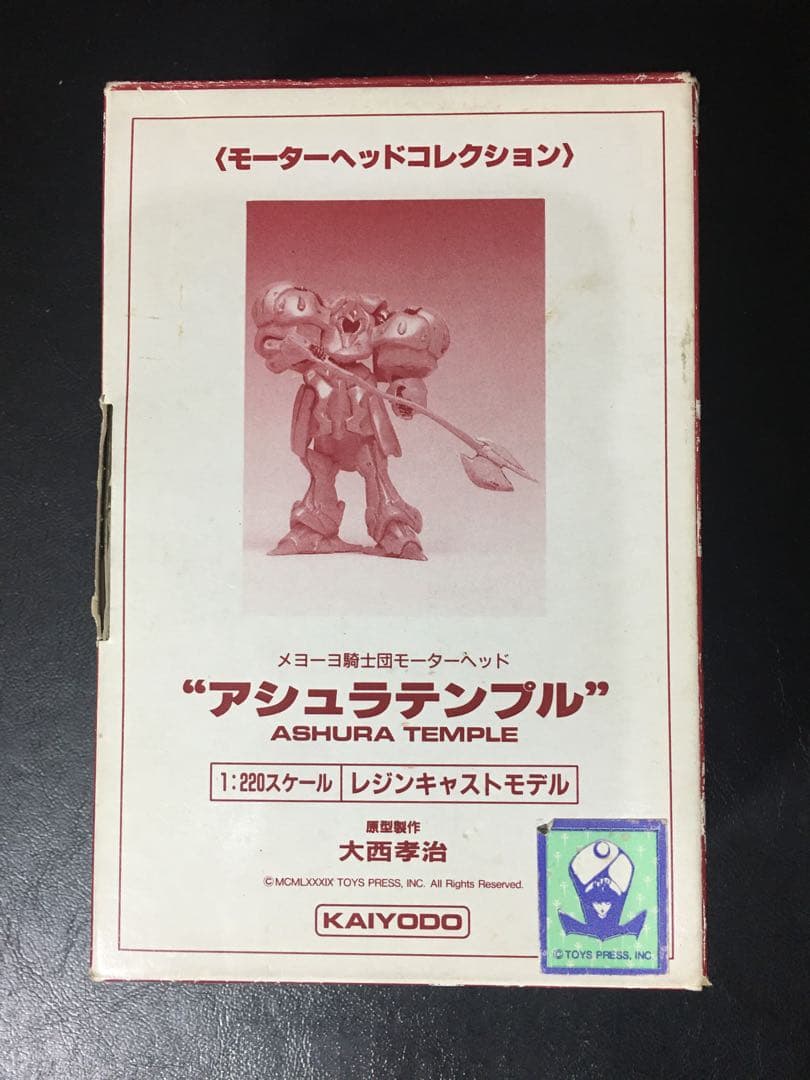 〈モーターヘッドコレクション〉
メヨーヨ騎士団モーターヘッド
“アシュラテンプル”
ASHURA TEMPLE
1:220スケール レジンキャストモデル
原型製作
大西孝治
©MCMLXXXIX TOYS PRESS, INC. All Rights Reserved.
KAIYODO
©TOYS PRESS, INC